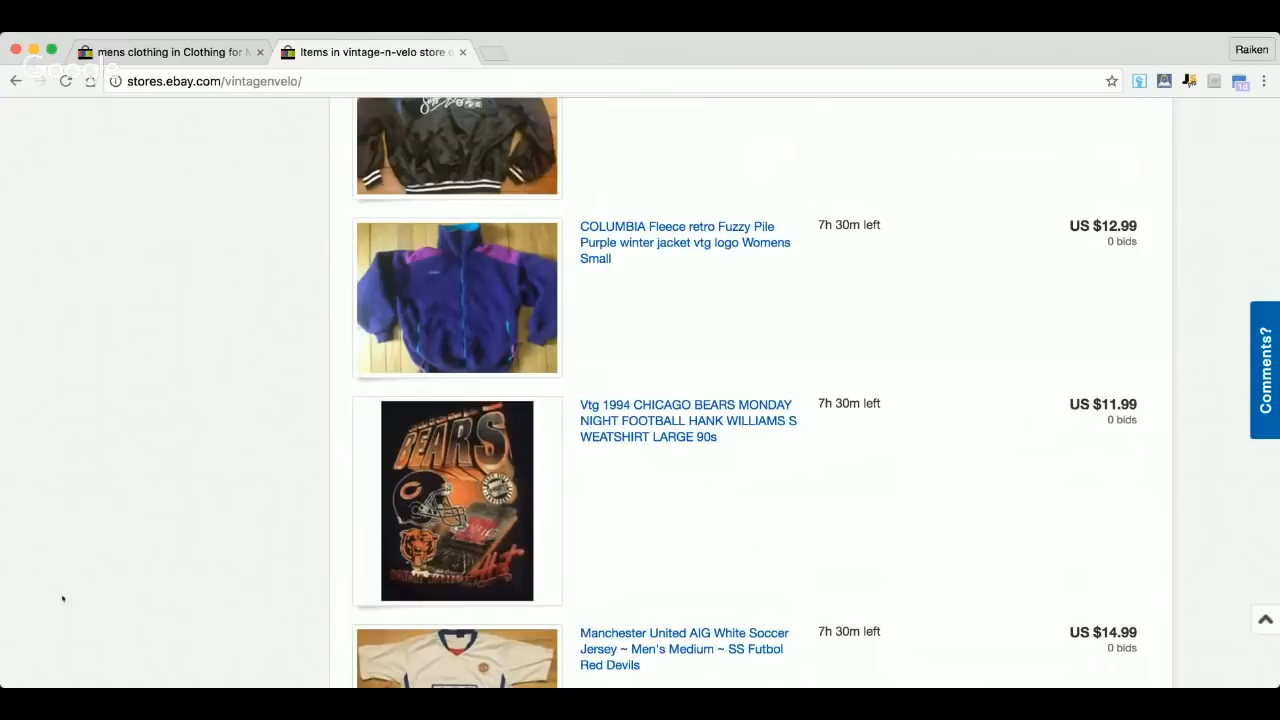 mens clothing in Clothing for M
Items in vintage-n-velo store o
Raiken
Google
stores.ebay.com/vintagenvelo/
14
COLUMBIA Fleece retro Fuzzy Pile
Purple winter jacket vtg logo Womens
Small
7h 30m left
US $12.99
0 bids
Comments?
Vtg 1994 CHICAGO BEARS MONDAY
NIGHT FOOTBALL HANK WILLIAMS S
WEATSHIRT LARGE 90s
7h 30m left
US $11.99
0 bids
BEARS
Manchester United AIG White Soccer
Jersey ~ Men's Medium ~ SS Futbol
Red Devils
7h 30m left
US $14.99
0 bids